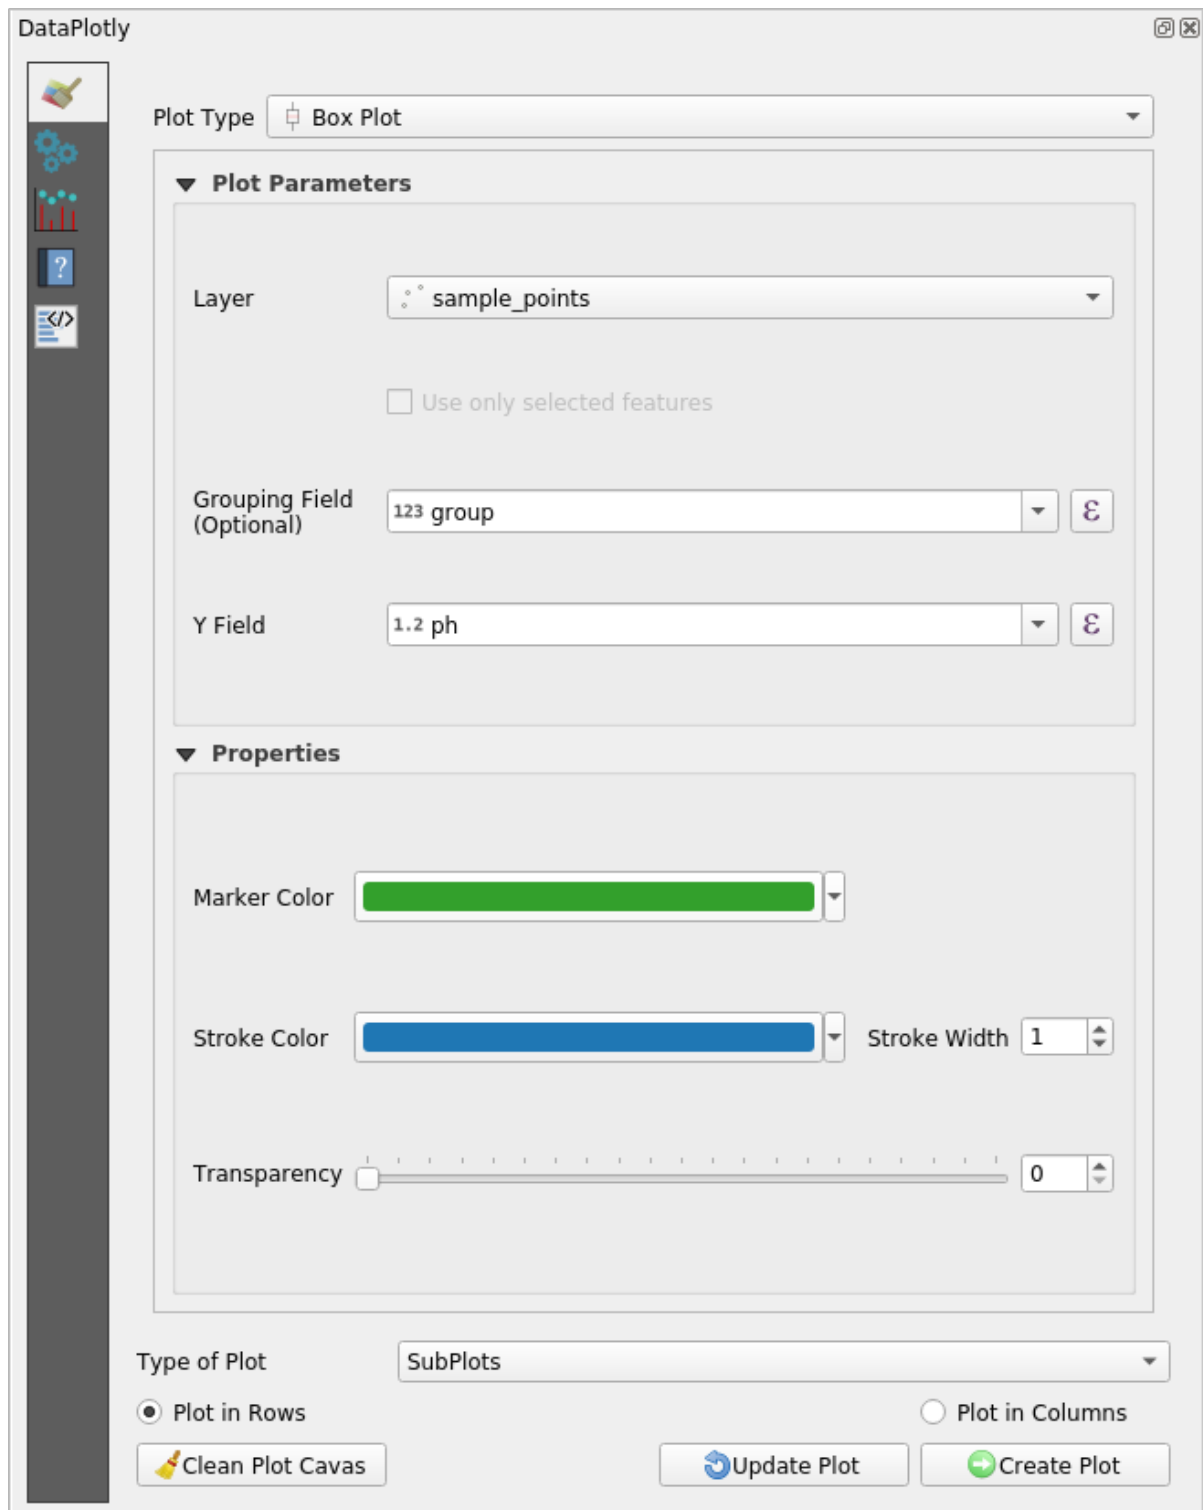 DataPlotly
Plot Type Box Plot
Plot Parameters
Layer sample_points
Use only selected features
Grouping Field
(Optional)
123 group ε
Y Field 1.2 ph ε
Properties
Marker Color
Stroke Color Stroke Width 1
Transparency 0
Type of Plot SubPlots
Plot in Rows Plot in Columns
Clean Plot Cavas Update Plot Create Plot
? 
</>